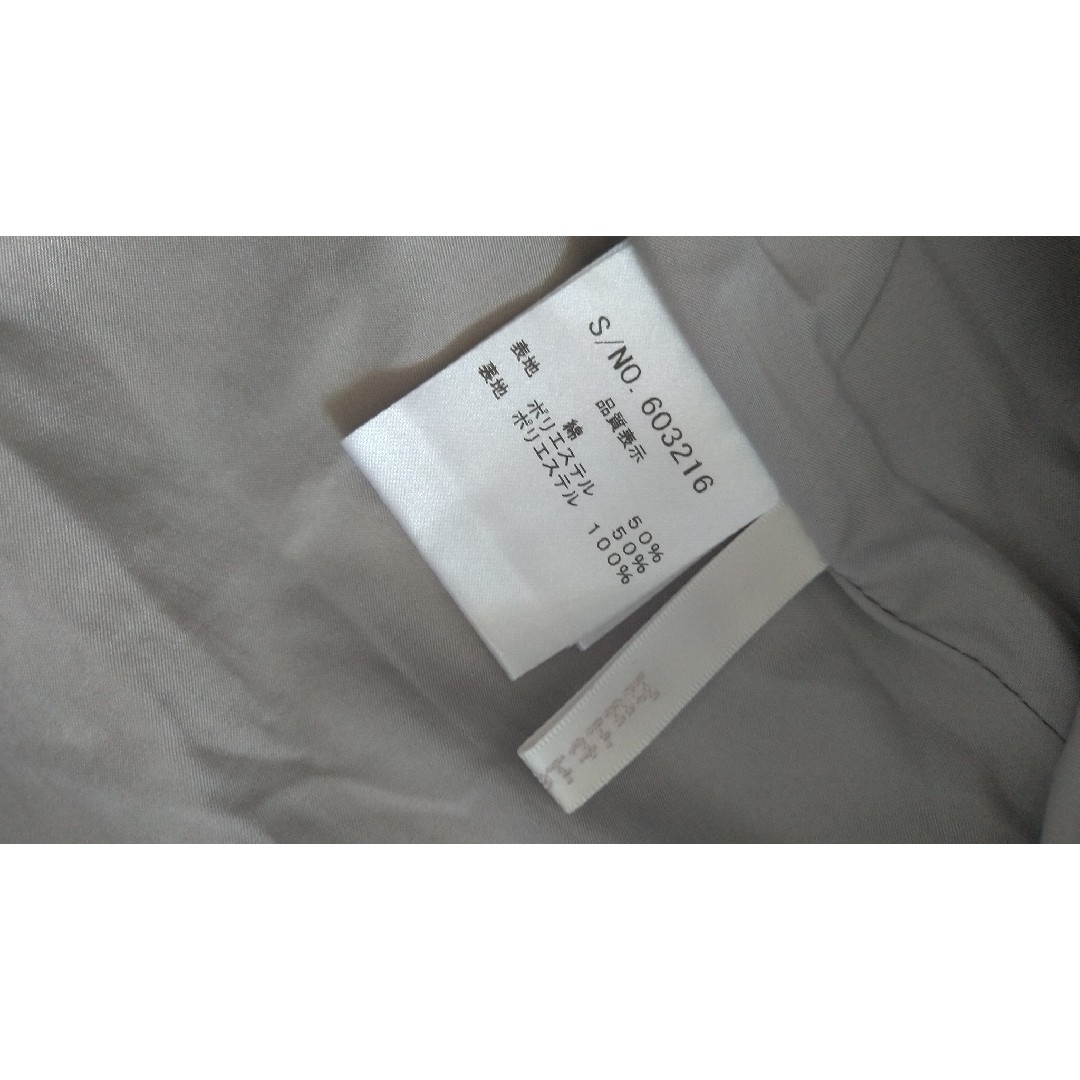 S/NO. 603216
品質表示
表地 綿 50%
ポリエステル 50%
裏地 ポリエステル 100%